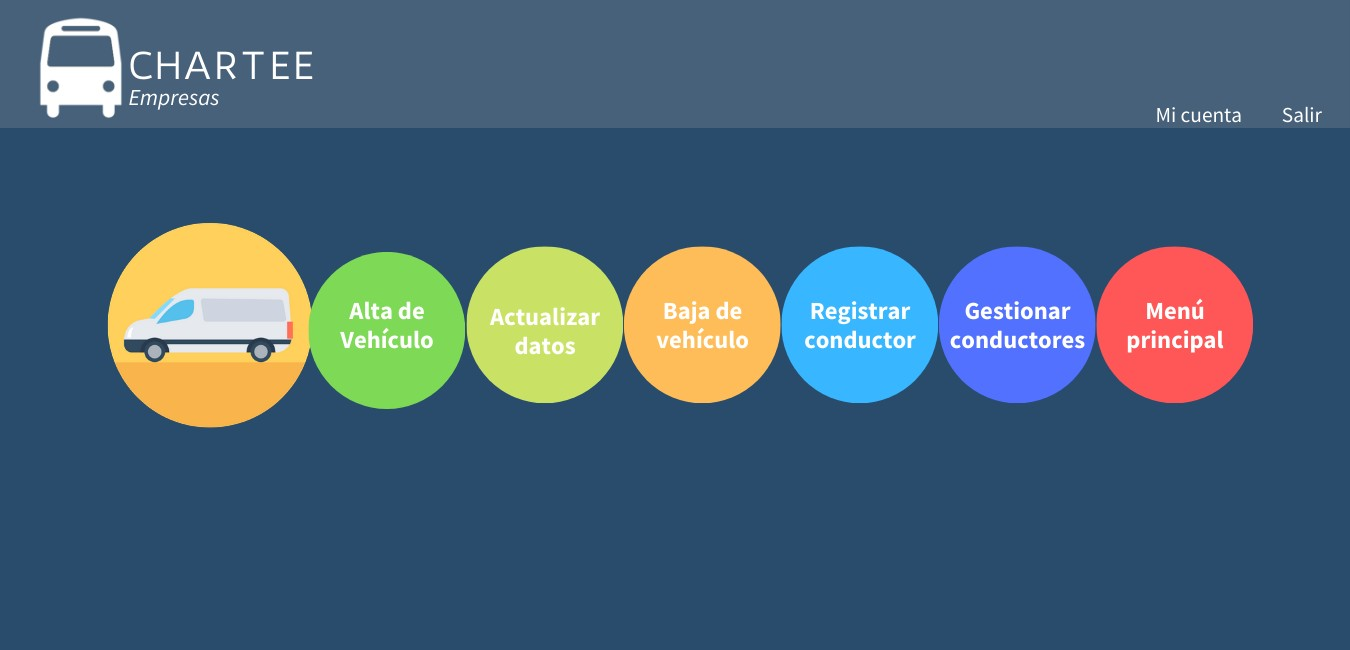 CHARTEE
Empresas
Mi cuenta
Salir
Alta de
Vehículo
Actualizar
datos
Baja de
vehículo
Registrar
conductor
Gestionar
conductores
Menú
principal